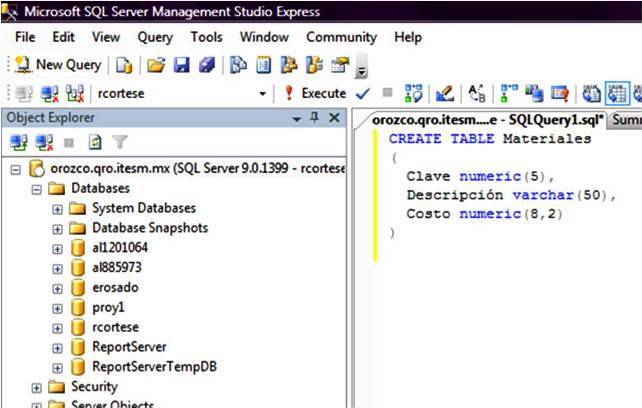 Microsoft SQL Server Management Studio Express
File Edit View Query Tools Window Community Help
New Query
rcortese Execute
Object Explorer
orozco.qro.itesm.mx (SQL Server 9.0.1399 - rcortese
Databases
System Databases
Database Snapshots
al1201064
al885973
erosado
proy1
rcortese
ReportServer
ReportServerTempDB
Security
Server Objects
orozco.qro.itesm....e - SQLQuery1.sql* Summ
CREATE TABLE Materiales
(
Clave numeric(5),
Descripción varchar(50),
Costo numeric(8,2)
)